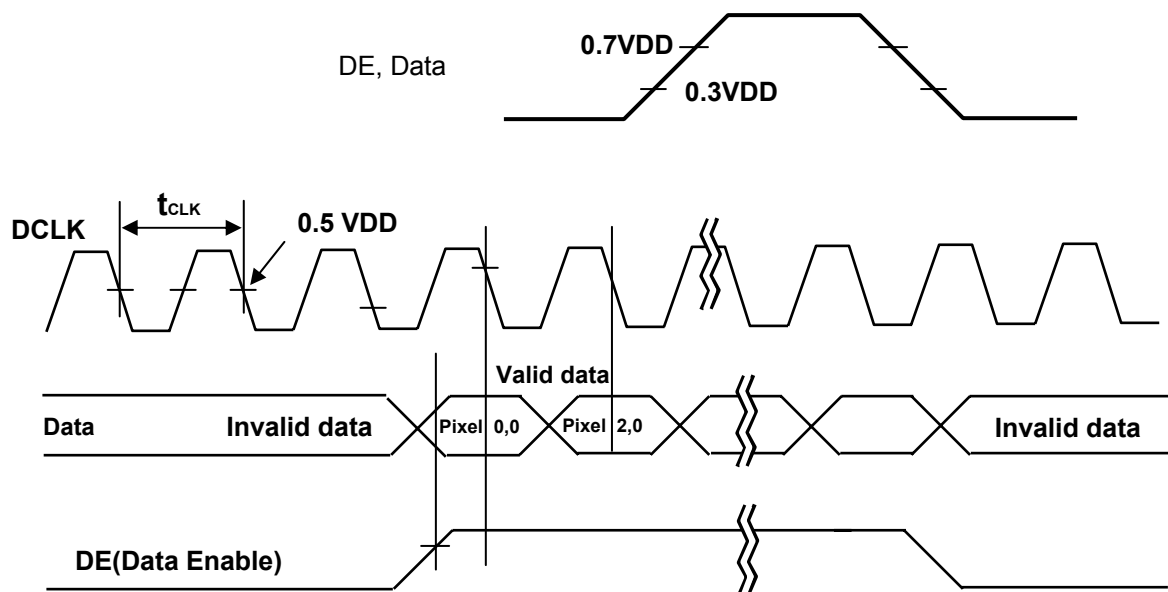 0.7VDD
DE, Data
0.3VDD
tCLK
0.5 VDD
DCLK
Valid data
Data
Invalid data
Pixel 0,0
Pixel 2,0
Invalid data
DE(Data Enable)